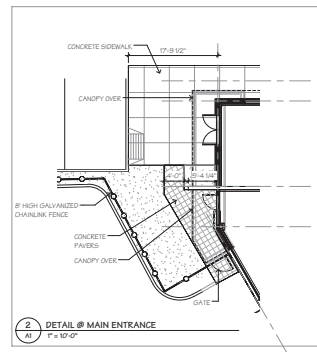 CONCRETE SIDEWALK
17'-9 1/2"
CANOPY OVER
4'-0"
5'-4 1/4"
8' HIGH GALVANIZED
CHAINLINK FENCE
CONCRETE
PAVERS
CANOPY OVER
GATE
2
A1
DETAIL @ MAIN ENTRANCE
1" = 10'-0"